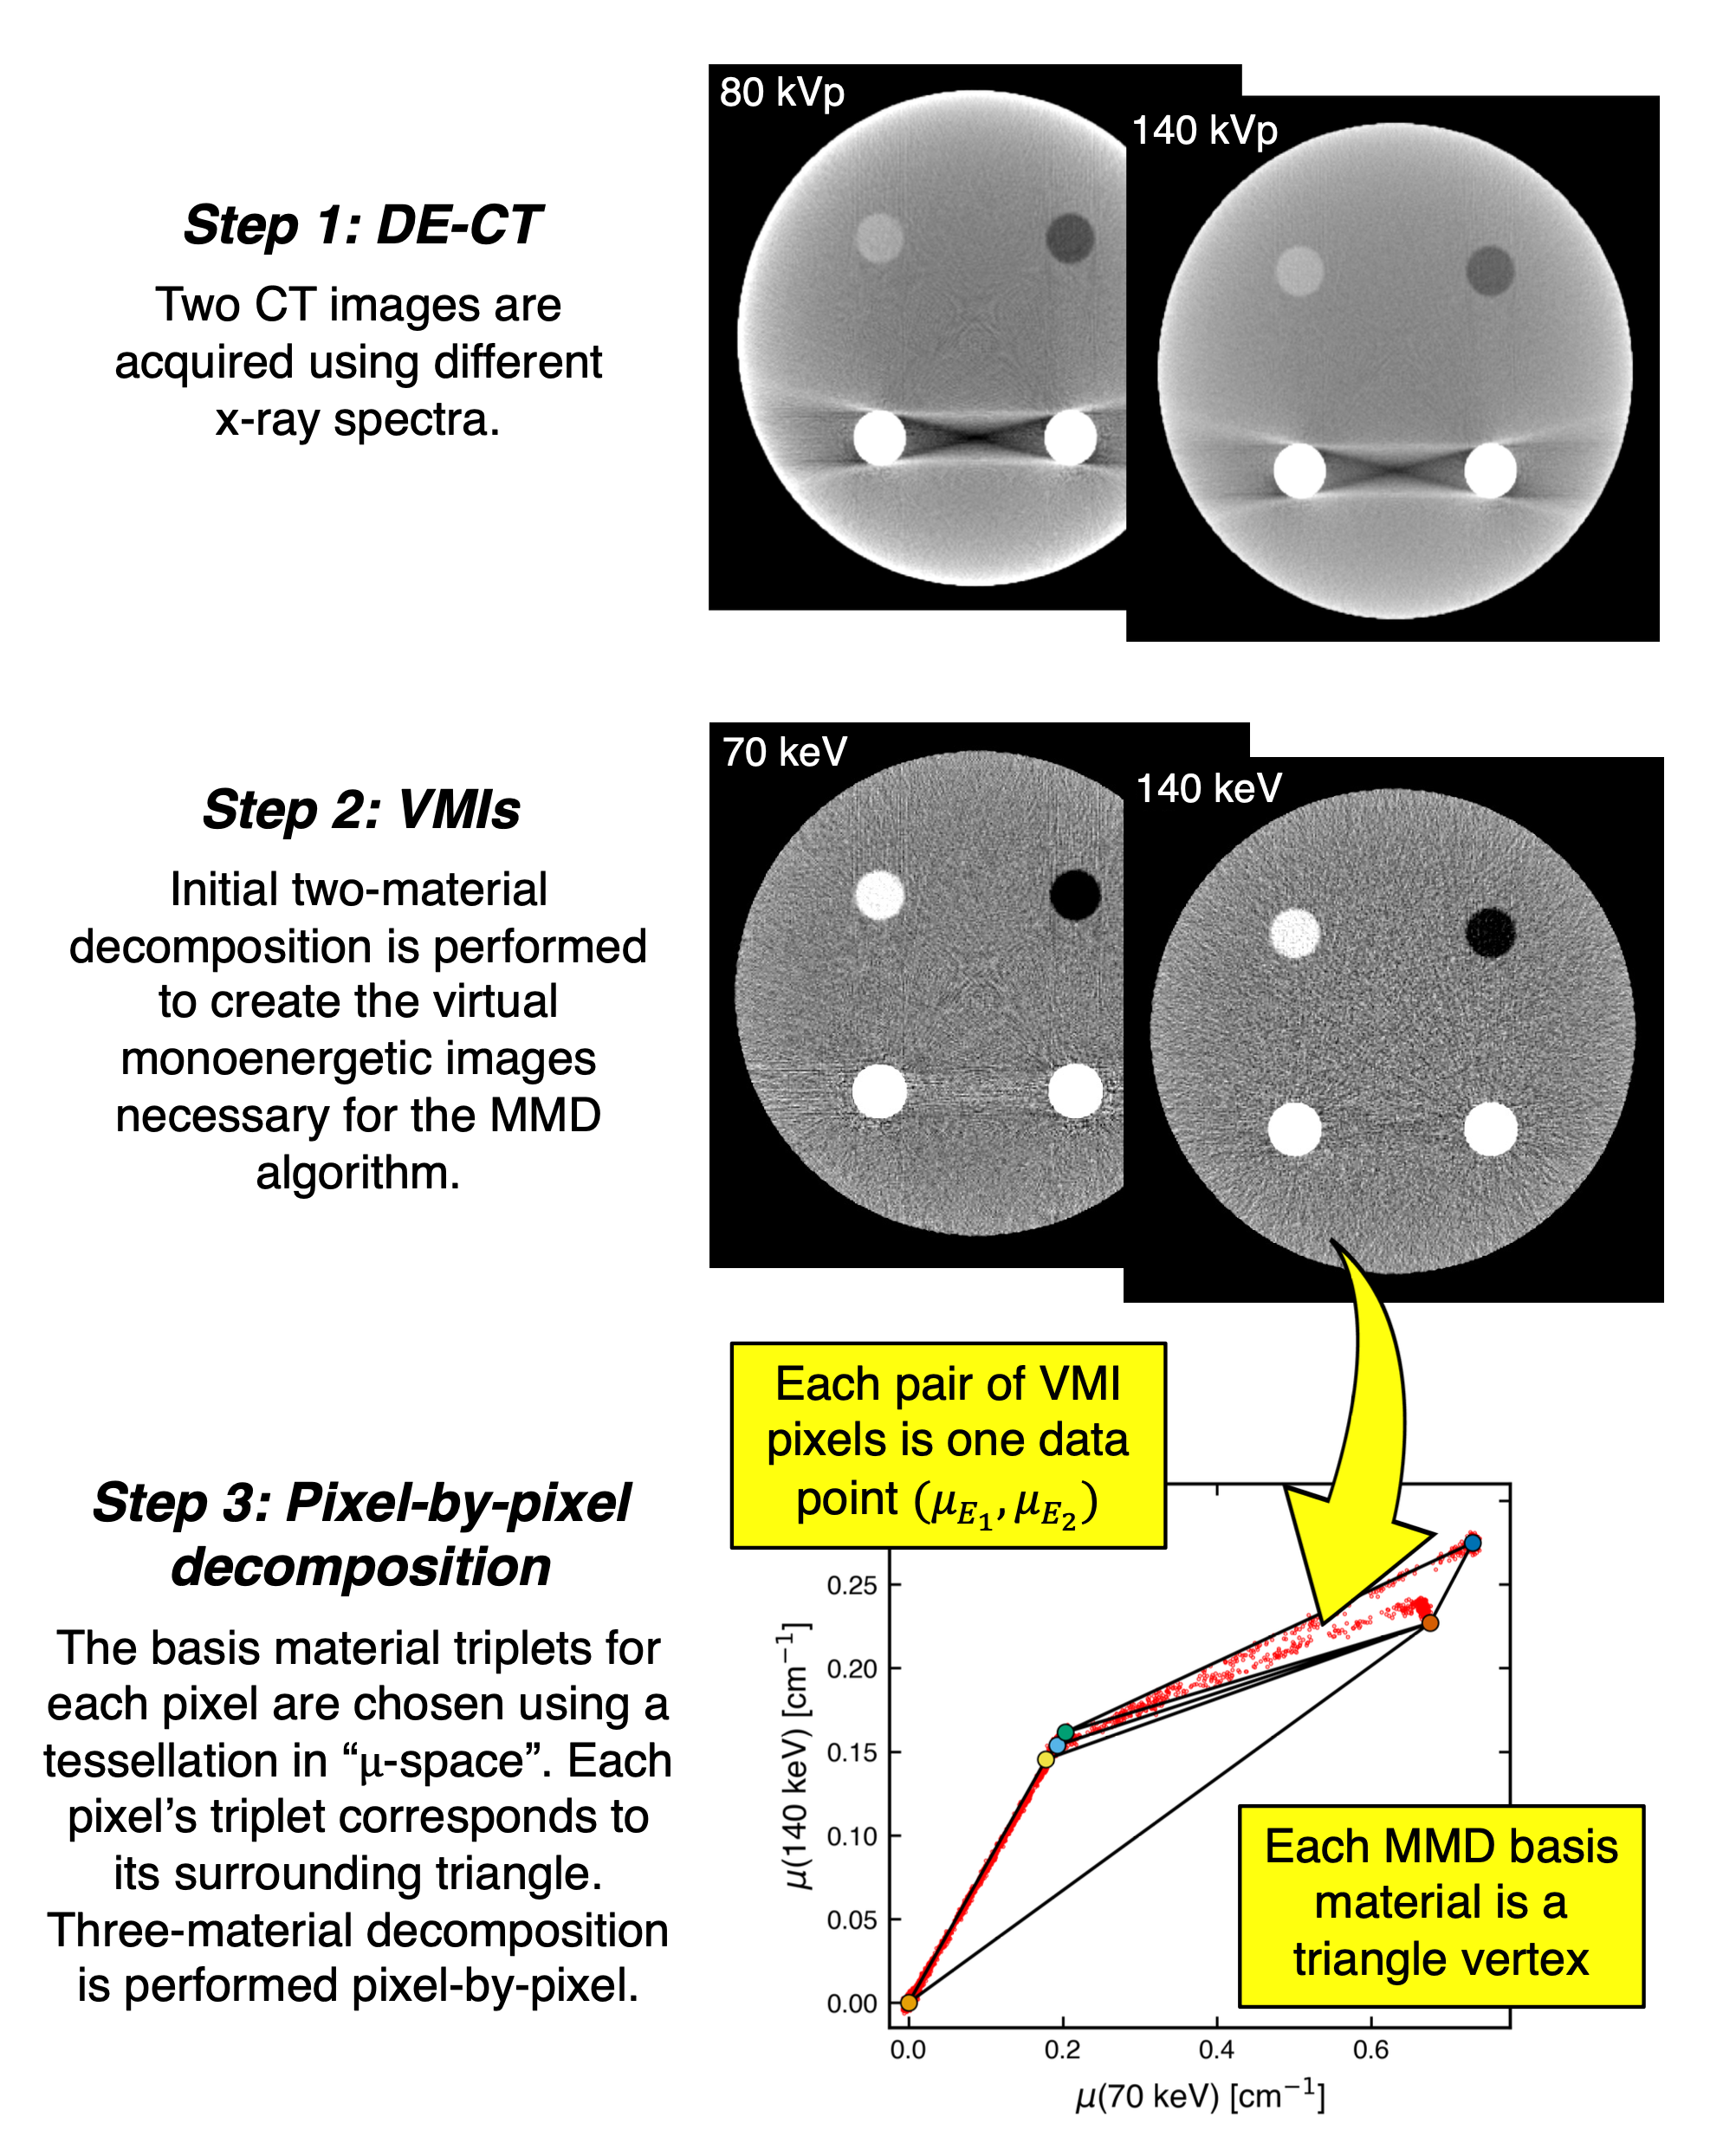 80 kVp
140 kVp
Step 1: DE-CT
Two CT images are
acquired using different
x-ray spectra.
70 keV
140 keV
Step 2: VMIs
Initial two-material
decomposition is performed
to create the virtual
monoenergetic images
necessary for the MMD
algorithm.
Each pair of VMI
pixels is one data
point (μE₁, μE₂)
Step 3: Pixel-by-pixel
decomposition
The basis material triplets for
each pixel are chosen using a
tessellation in “μ-space”. Each
pixel’s triplet corresponds to
its surrounding triangle.
Three-material decomposition
is performed pixel-by-pixel.
μ(140 keV) [cm⁻¹]
0.25
0.20
0.15
0.10
0.05
0.00
Each MMD basis
material is a
triangle vertex
0.0 0.2 0.4 0.6
μ(70 keV) [cm⁻¹]